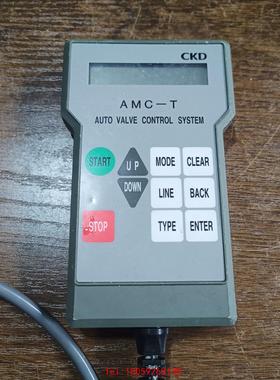 CKD
AMC-T
AUTO VALVE CONTROL SYSTEM
START UP MODE CLEAR
DOWN LINE BACK
STOP TYPE ENTER